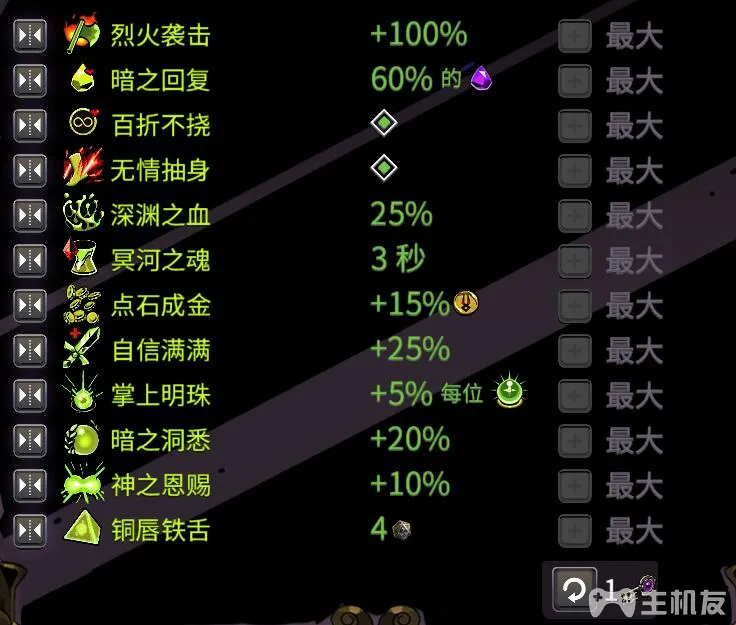 烈火袭击 +100% 最大
暗之回复 60% 的 最大
百折不挠 最大
无情抽身 最大
深渊之血 25% 最大
冥河之魂 3 秒 最大
点石成金 +15% 最大
自信满满 +25% 最大
掌上明珠 +5% 每位 最大
暗之洞悉 +20% 最大
神之恩赐 +10% 最大
铜唇铁舌 4 最大
1
主机友